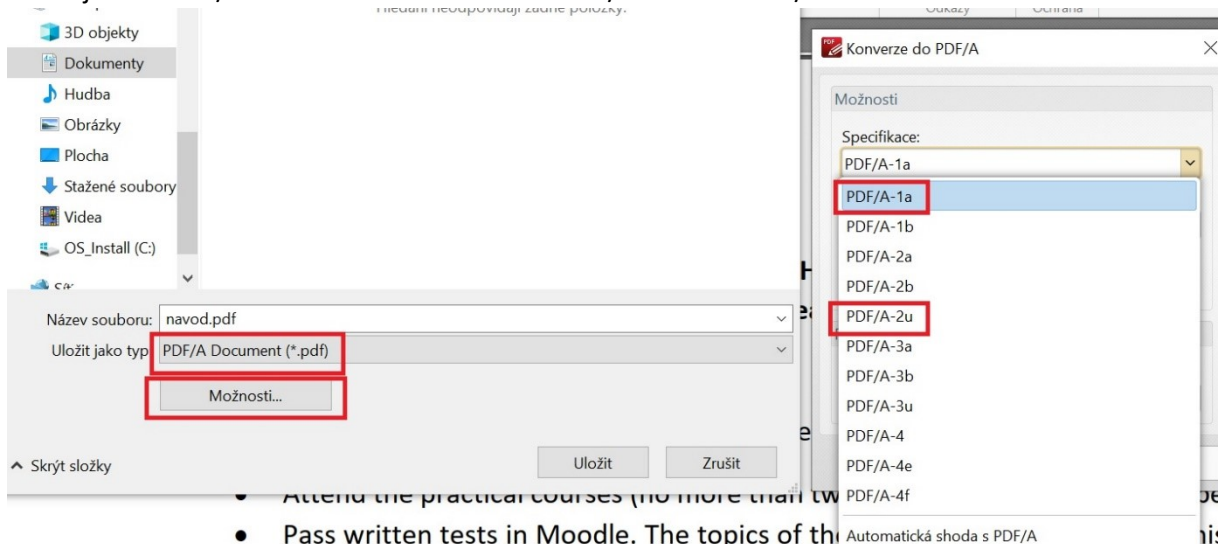 Hledání neodpovídají žádné položky.
Odkazy
Ochrana
3D objekty
Dokumenty
Hudba
Obrázky
Plocha
Stažené soubory
Videa
OS_Install (C:)
Síť
Název souboru: navod.pdf
Uložit jako typ PDF/A Document (*.pdf)
Možnosti...
Skrýt složky
Uložit Zrušit
PDF Konverze do PDF/A
Možnosti
Specifikace:
PDF/A-1a
PDF/A-1a
PDF/A-1b
PDF/A-2a
PDF/A-2b
PDF/A-2u
PDF/A-3a
PDF/A-3b
PDF/A-3u
PDF/A-4
PDF/A-4e
PDF/A-4f
Automatická shoda s PDF/A
• Attend the practical courses (no more than tw
• Pass written tests in Moodle. The topics of th